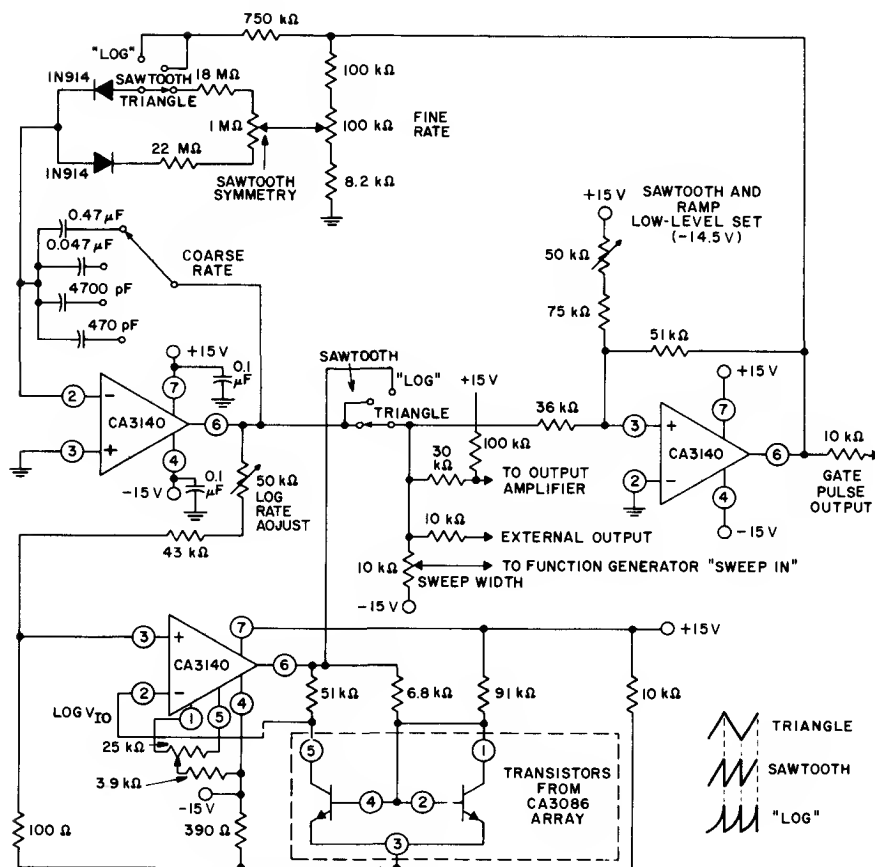 750 kΩ
"LOG"
1N914
SAWTOOTH
TRIANGLE
18 MΩ
100 kΩ
1 MΩ
100 kΩ
FINE
RATE
1N914
22 MΩ
SAWTOOTH
SYMMETRY
8.2 kΩ
0.47 µF
0.047 µF
4700 pF
470 pF
COARSE
RATE
+15 V
SAWTOOTH AND
RAMP
LOW-LEVEL SET
(-14.5V)
50 kΩ
75 kΩ
51 kΩ
+15 V
0.1
µF
7
2
-
CA3140
6
3
+
4
-15 V
0.1
µF
50 kΩ
LOG
RATE
AOJUST
43 kΩ
SAWTOOTH
"LOG"
TRIANGLE
+15V
100 kΩ
30
kΩ
TO OUTPUT
AMPLIFIER
36 kΩ
10 kΩ
EXTERNAL OUTPUT
10 kΩ
SWEEP WIDTH
TO FUNCTION GENERATOR "SWEEP IN"
-15 V
+15 V
7
3
+
CA3140
6
2
-
4
-15 V
10 kΩ
GATE
PULSE
OUTPUT
7
+15 V
3
+
CA3140
6
2
-
4
5
1
LOG VIO
25 kΩ
3.9 kΩ
-15 V
100 Ω
390 Ω
51 kΩ
6.8 kΩ
91 kΩ
10 kΩ
5
1
4
2
3
TRANSISTORS
FROM
CA3086
ARRAY
TRIANGLE
SAWTOOTH
"LOG"